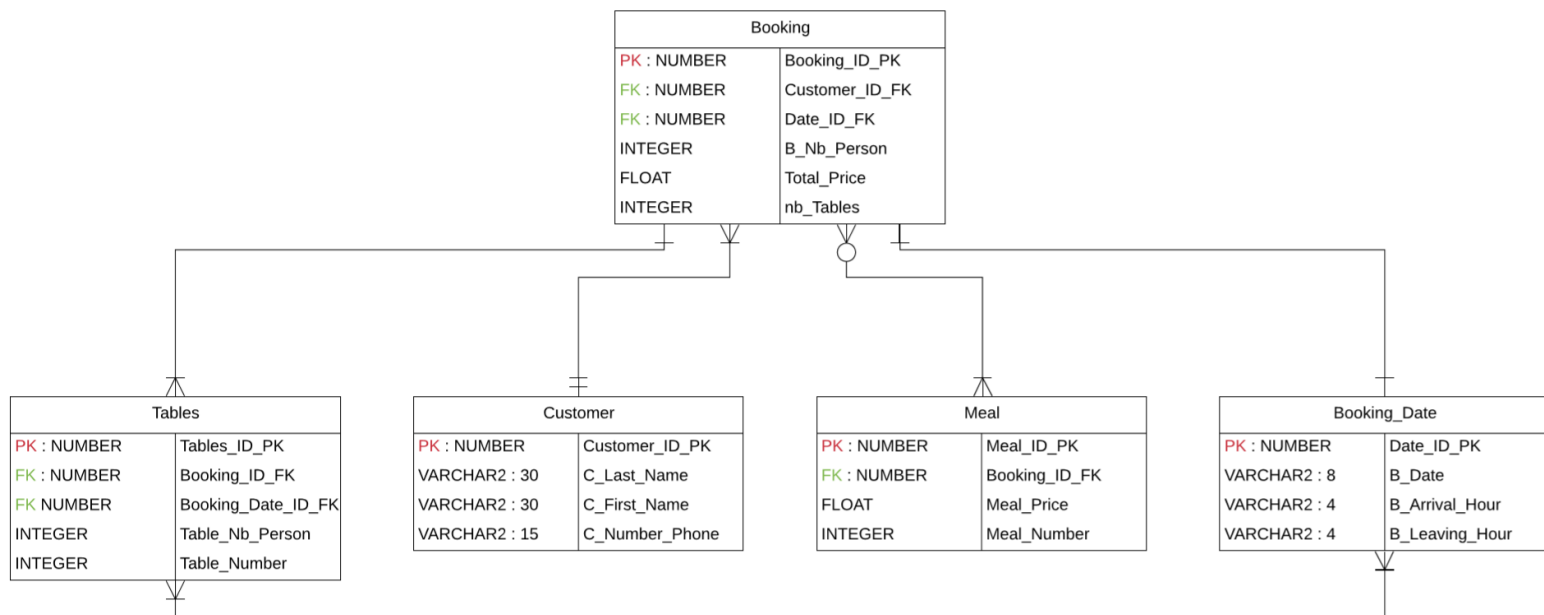 Booking
PK : NUMBER Booking_ID_PK
FK : NUMBER Customer_ID_FK
FK : NUMBER Date_ID_FK
INTEGER B_Nb_Person
FLOAT Total_Price
INTEGER nb_Tables
Tables
PK : NUMBER Tables_ID_PK
FK : NUMBER Booking_ID_FK
FK NUMBER Booking_Date_ID_FK
INTEGER Table_Nb_Person
INTEGER Table_Number
Customer
PK : NUMBER Customer_ID_PK
VARCHAR2 : 30 C_Last_Name
VARCHAR2 : 30 C_First_Name
VARCHAR2 : 15 C_Number_Phone
Meal
PK : NUMBER Meal_ID_PK
FK : NUMBER Booking_ID_FK
FLOAT Meal_Price
INTEGER Meal_Number
Booking_Date
PK : NUMBER Date_ID_PK
VARCHAR2 : 8 B_Date
VARCHAR2 : 4 B_Arrival_Hour
VARCHAR2 : 4 B_Leaving_Hour